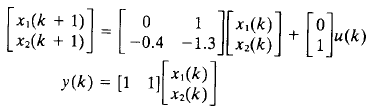 [x₁(k + 1) x₂(k + 1)] = [0 1 -0.4 -1.3][x₁(k) x₂(k)] + [0 1]u(k)
y(k) = [1 1][x₁(k) x₂(k)]